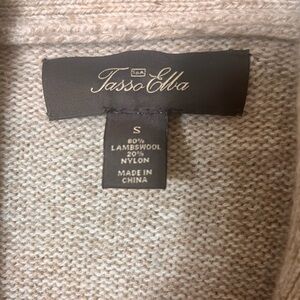 Tasso Elba
S
80%
LAMBSWOOL
20%
NYLON
MADE IN
CHINA